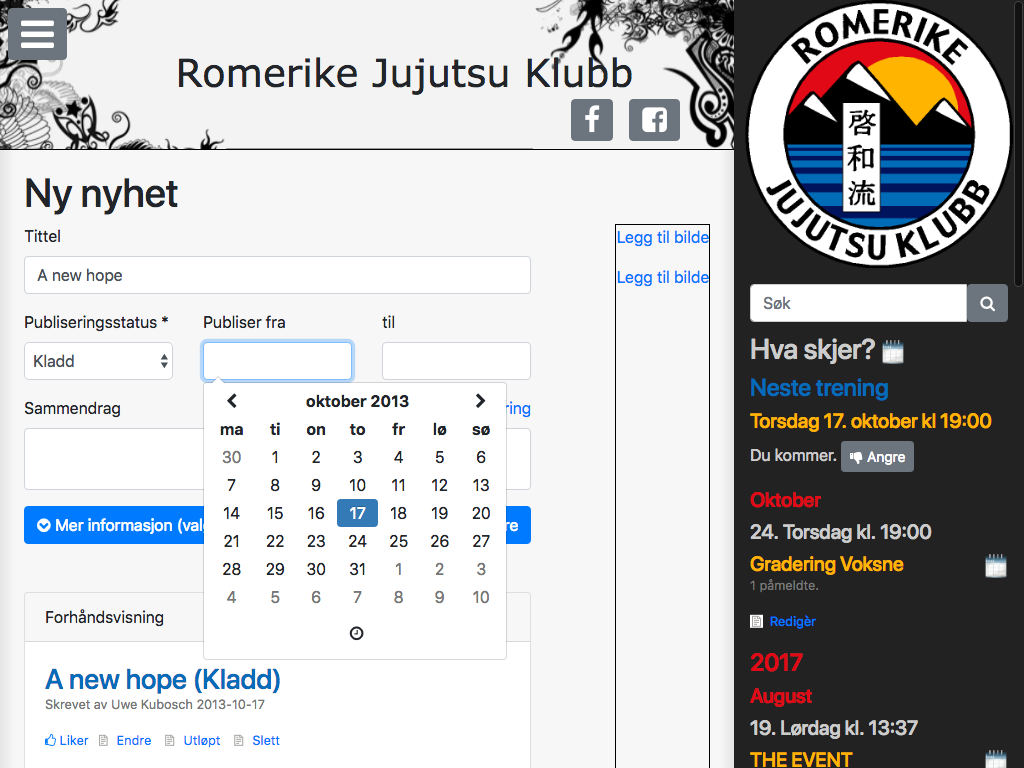 Romerike Jujutsu Klubb
Ny nyhet
Tittel
A new hope
Publiseringsstatus *
Publiser fra
til
Kladd
Sammendrag
ring
oktober 2013
ma ti on to fr lø sø
30 1 2 3 4 5 6
7 8 9 10 11 12 13
14 15 16 17 18 19 20
21 22 23 24 25 26 27
28 29 30 31 1 2 3
4 5 6 7 8 9 10
Mer informasjon (val
re
Forhåndsvisning
A new hope (Kladd)
Skrevet av Uwe Kubosch 2013-10-17
Liker Endre Utløpt Slett
Legg til bilde
Legg til bilde
ROMERIKE
啓和流
JUJUTSU KLUBB
Søk
Hva skjer?
Neste trening
Torsdag 17. oktober kl 19:00
Du kommer. Angre
Oktober
24. Torsdag kl. 19:00
Gradering Voksne
1 påmeldte.
Redigèr
2017
August
19. Lørdag kl. 13:37
THE EVENT